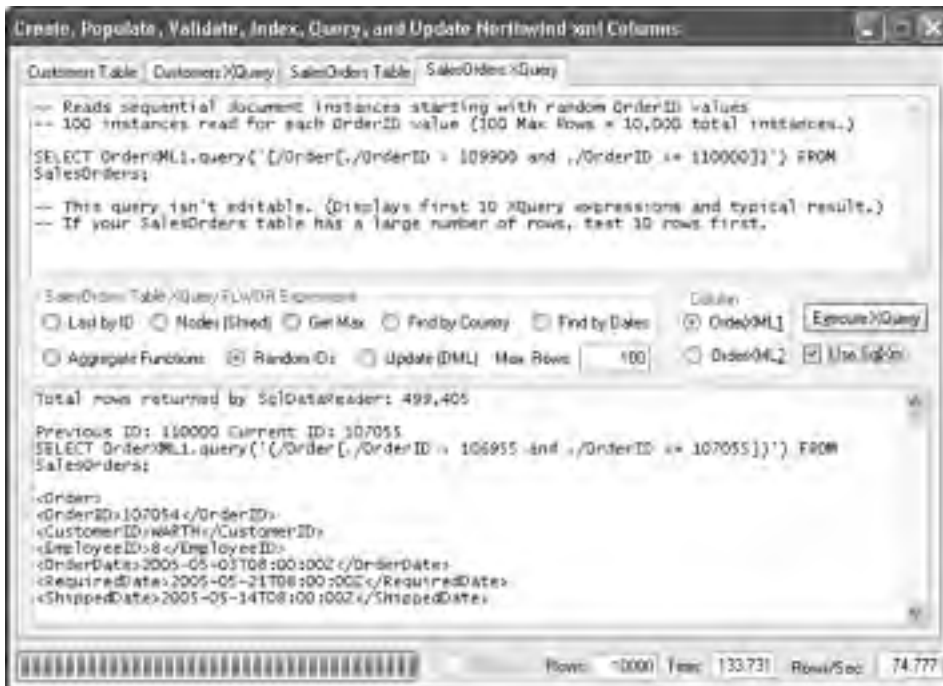 Create, Populate, Validate, Index, Query, and Update Northwind xml Columns
Customers Table Customers XQuery SalesOrders Table SalesOrders XQuery
-- Reads sequential document instances starting with random OrderID values
-- 100 instances read for each OrderID value (100 Max Rows = 10,000 total instances.)
SELECT OrderXML1.query('{/Order[./OrderID > 109900 and ./OrderID <= 110000]}') FROM
SalesOrders;
-- This query isn't editable. (Displays first 10 XQuery expressions and typical result.)
-- If your SalesOrders table has a large number of rows, test 10 rows first.
SalesOrders Table XQuery FLWOR Expressions
Column
Last by ID Nodes (Shred) Get Max Find by Country Find by Dates
OrderXML1 Execute XQuery
Aggregate Functions Random IDs Update (DML) Max Rows: 100
OrderXML2 Use SqlXml
Total rows returned by SqlDataReader: 499,405
Previous ID: 110000 Current ID: 107055
SELECT OrderXML1.query('{/Order[./OrderID > 106955 and ./OrderID <= 107055]}') FROM
SalesOrders;
<Order>
<OrderID>107054</OrderID>
<CustomerID>WARTH</CustomerID>
<EmployeeID>8</EmployeeID>
<OrderDate>2005-05-03T08:00:00Z</OrderDate>
<RequiredDate>2005-05-21T08:00:00Z</RequiredDate>
<ShippedDate>2005-05-14T08:00:00Z</ShippedDate>
Rows: 10000 Time: 133.731 Rows/Sec: 74.777